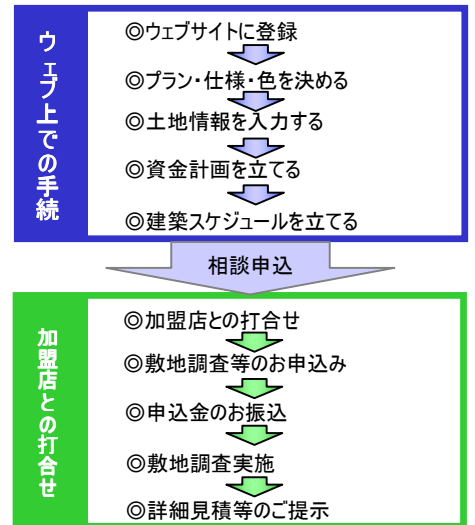 ウェブ上での手続
◎ウェブサイトに登録
◎プラン・仕様・色を決める
◎土地情報を入力する
◎資金計画を立てる
◎建築スケジュールを立てる
相談申込
加盟店との打合せ
◎加盟店との打合せ
◎敷地調査等のお申込み
◎申込金のお振込
◎敷地調査実施
◎詳細見積等のご提示